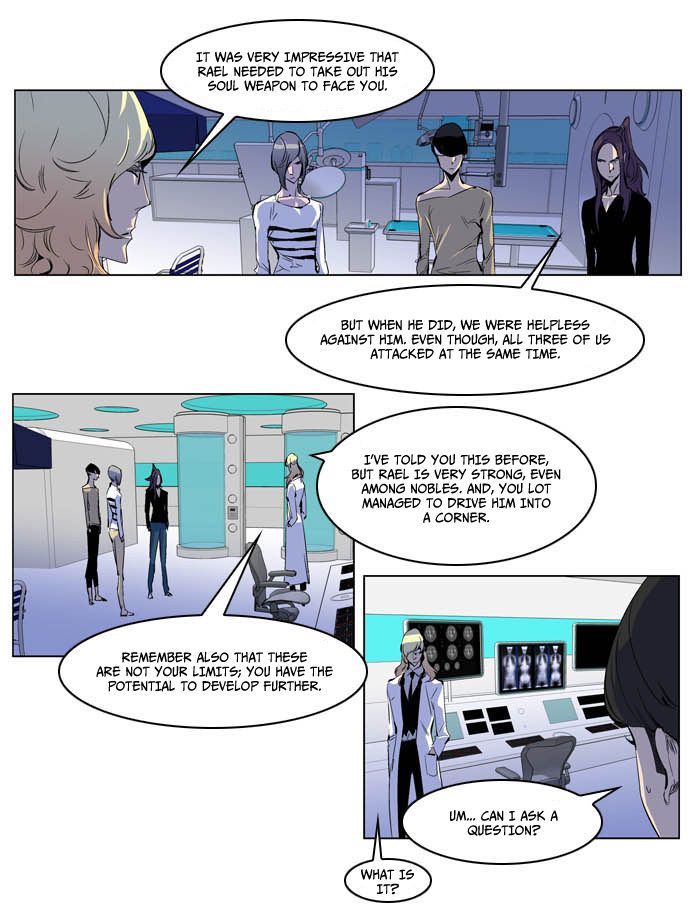 IT WAS VERY IMPRESSIVE THAT
RAEL NEEDED TO TAKE OUT HIS
SOUL WEAPON TO FACE YOU.
BUT WHEN HE DID, WE WERE HELPLESS
AGAINST HIM. EVEN THOUGH, ALL THREE OF US
ATTACKED AT THE SAME TIME.
I'VE TOLD YOU THIS BEFORE,
BUT RAEL IS VERY STRONG, EVEN
AMONG NOBLES. AND, YOU LOT
MANAGED TO DRIVE HIM INTO
A CORNER.
REMEMBER ALSO THAT THESE
ARE NOT YOUR LIMITS; YOU HAVE THE
POTENTIAL TO DEVELOP FURTHER.
UM... CAN I ASK A
QUESTION?
WHAT IS
IT?